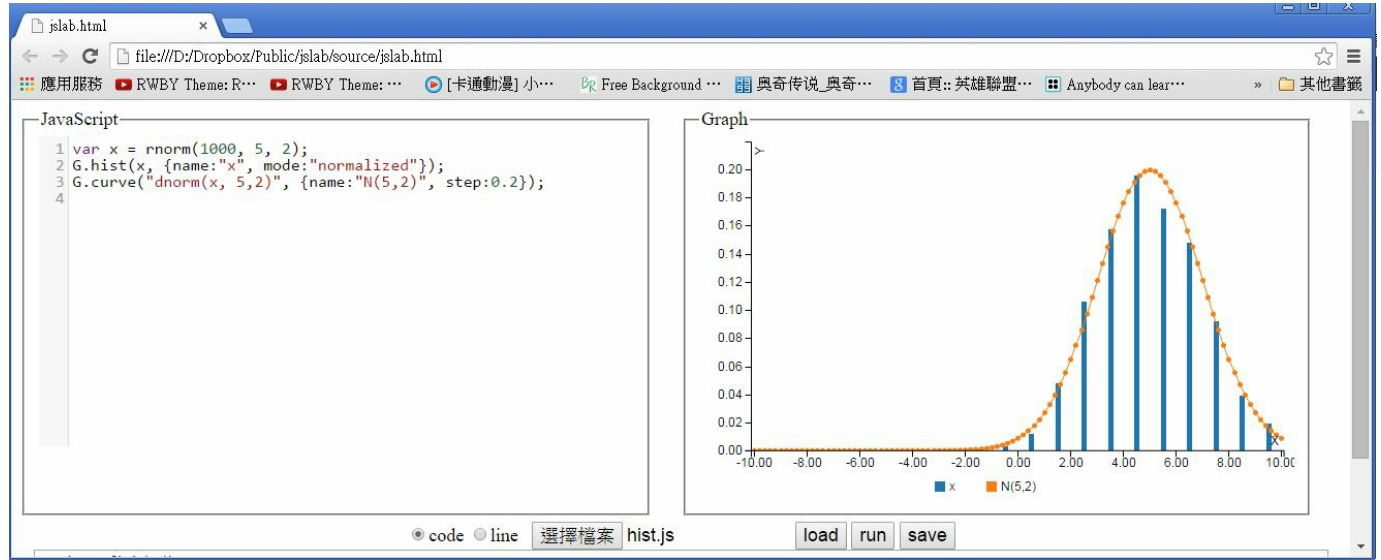 jslab.html ×
file:///D:/Dropbox/Public/jslab/source/jslab.html
應用服務 RWBY Theme: R… RWBY Theme: … [卡通動漫] 小… BR Free Background … 奥奇传说_奥奇… 8 首頁:: 英雄聯盟… Anybody can lear… » 其他書籤
JavaScript
1 var x = rnorm(1000, 5, 2);
2 G.hist(x, {name:"x", mode:"normalized"});
3 G.curve("dnorm(x, 5,2)", {name:"N(5,2)", step:0.2});
4
Graph
Y
0.20
0.18
0.16
0.14
0.12
0.10
0.08
0.06
0.04
0.02
0.00
X
-10.00 -8.00 -6.00 -4.00 -2.00 0.00 2.00 4.00 6.00 8.00 10.00
x N(5,2)
code line 選擇檔案 hist.js load run save